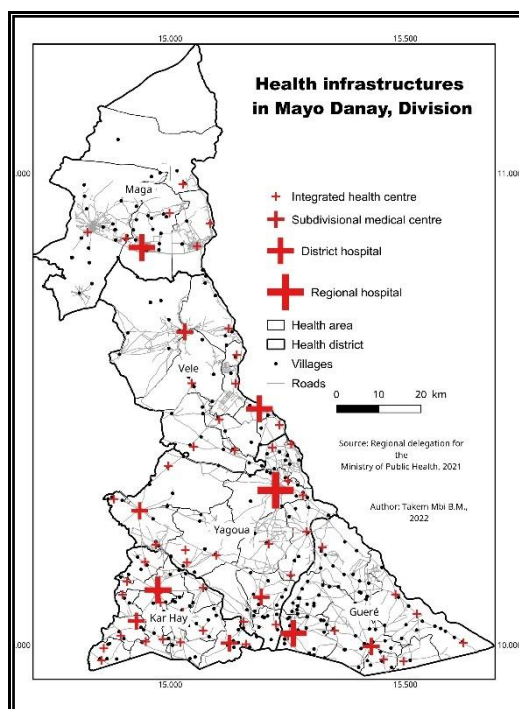 15.000 15.500
Health infrastructures
in Mayo Danay, Division
.000 11.000
Maga
Integrated health centre
Subdivisional medical centre
District hospital
Regional hospital
Health area
Health district
Vele
Villages
Roads
0 10 20 km
Source: Regional delegation for
the
Ministry of Public Health. 2021
Author: Takem Mbi B.M.,
2022
Yagoua
Gueré
Kar Hay
.000 10.000
15.000 15.500